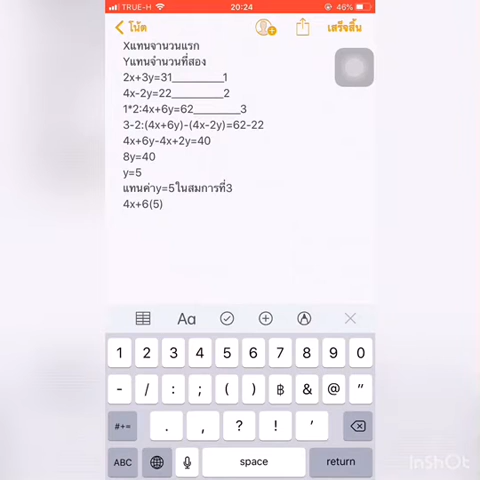 TRUE-H 20:24 46%
โน้ต เสร็จสิ้น
Xแทนจานวนแรก
Yแทนจำนวนที่สอง
2x+3y=31__________1
4x-2y=22__________2
1*2:4x+6y=62_________3
3-2:(4x+6y)-(4x-2y)=62-22
4x+6y-4x+2y=40
8y=40
y=5
แทนค่าy=5ในสมการที่3
4x+6(5)
Aa
1 2 3 4 5 6 7 8 9 0
- / : ; ( ) ฿ & @ "
#+= . , ? ! '
ABC space return
InShOt